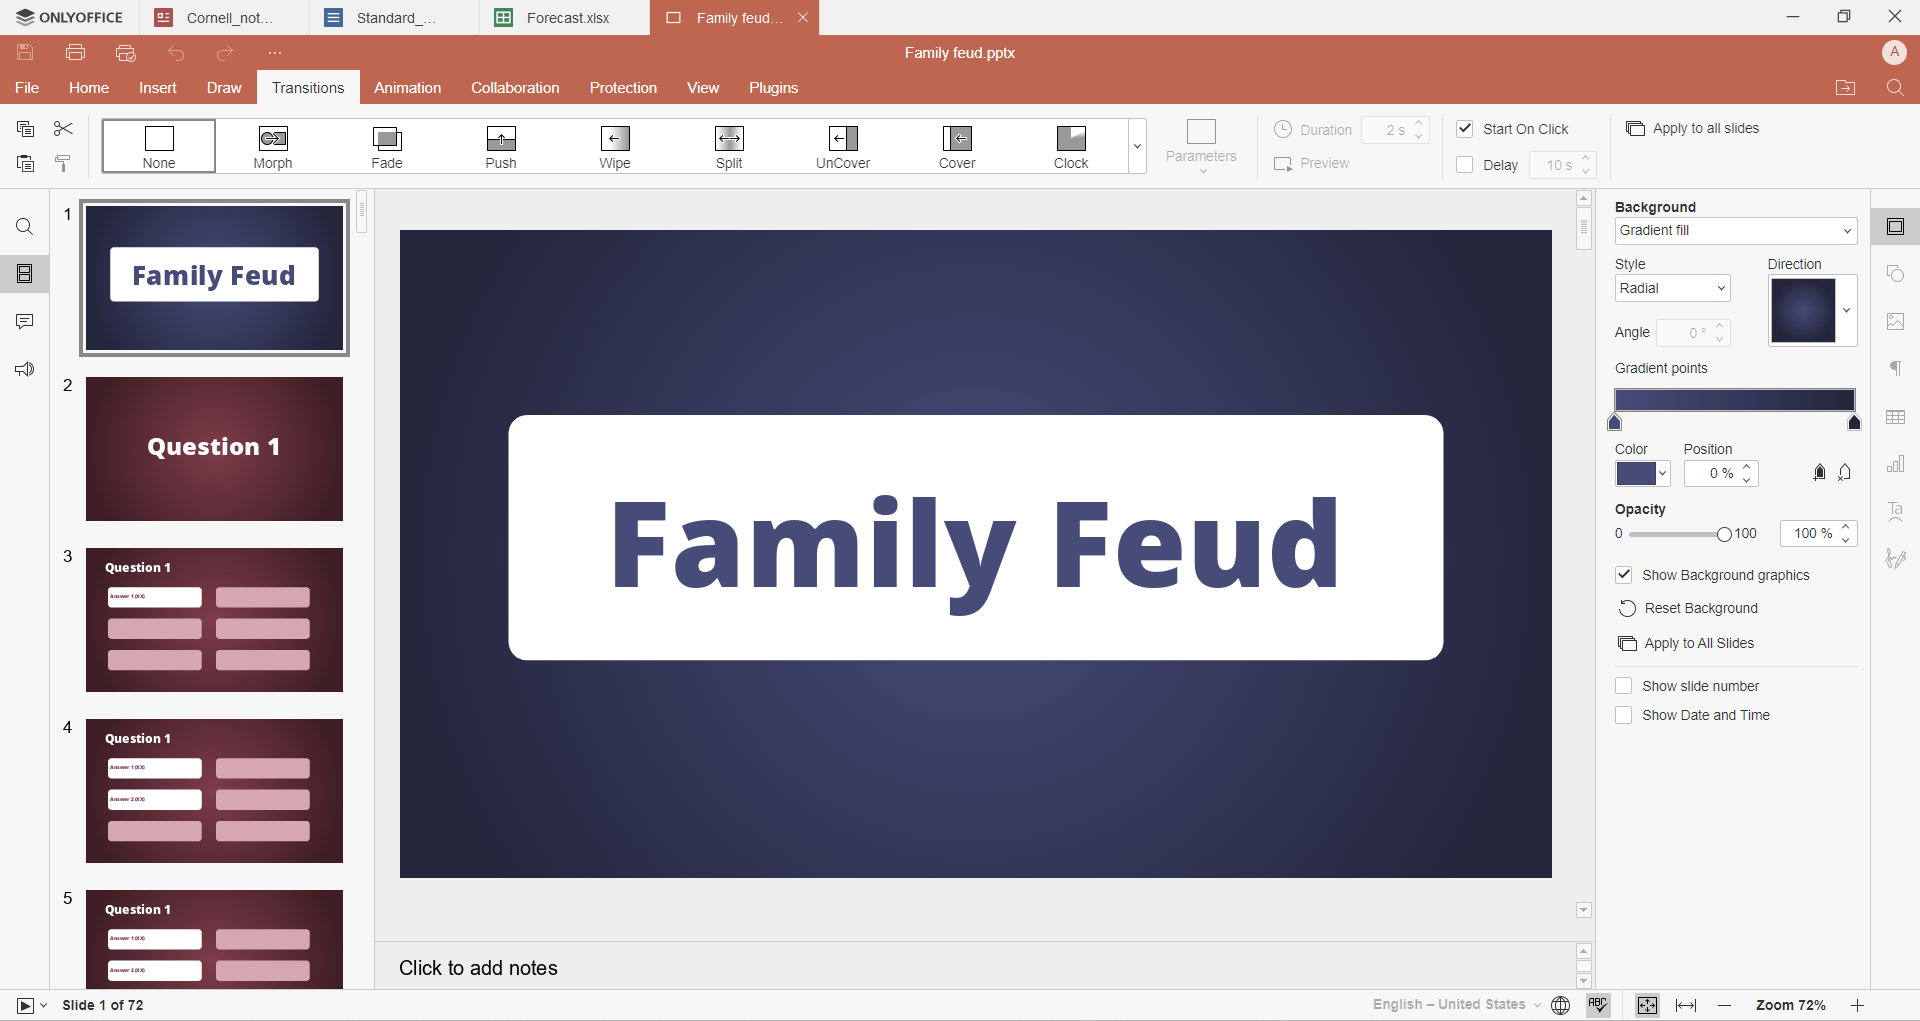 ONLYOFFICE
Cornell_not...
Standard_...
Forecast.xlsx
Family feud...
Family feud.pptx
A
File
Home
Insert
Draw
Transitions
Animation
Collaboration
Protection
View
Plugins
None
Morph
Fade
Push
Wipe
Split
UnCover
Cover
Clock
Parameters
Duration
2 s
Preview
Start On Click
Delay
10 s
Apply to all slides
1
Family Feud
2
Question 1
3
Question 1
Answer 1 (XX)
4
Question 1
Answer 1 (XX)
Answer 2 (XX)
5
Question 1
Answer 1 (XX)
Answer 2 (XX)
Family Feud
Click to add notes
Background
Gradient fill
Style
Direction
Radial
Angle
0 °
Gradient points
Color
Position
0 %
Opacity
0
100
100 %
Show Background graphics
Reset Background
Apply to All Slides
Show slide number
Show Date and Time
Ta
Slide 1 of 72
English – United States
ABC
Zoom 72%